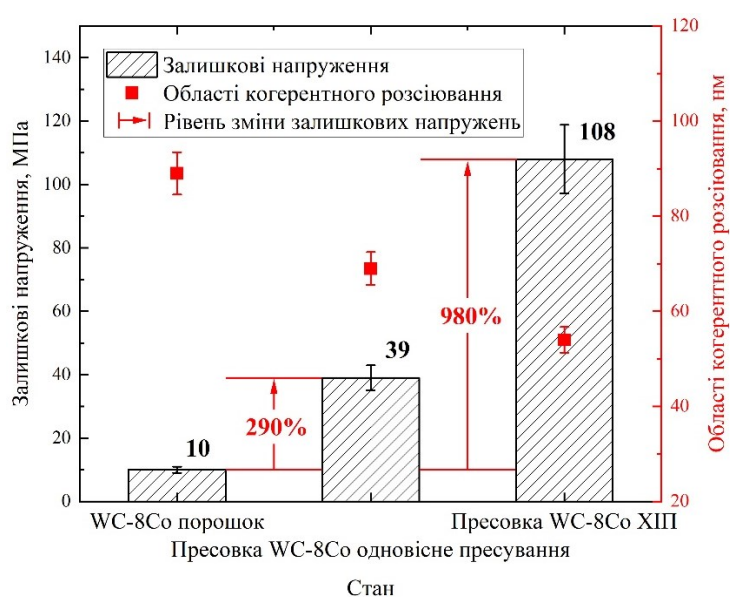 Залишкові напруження
Області когерентного розсіювання
Рівень зміни залишкових напружень
Залишкові напруження, МПа
140
120
100
80
60
40
20
0
120
100
80
60
40
20
Області когерентного розсіювання, нм
10
290%
39
980%
108
WC-8Co порошок
Пресовка WC-8Co ХІП
Пресовка WC-8Co одновісне пресування
Стан